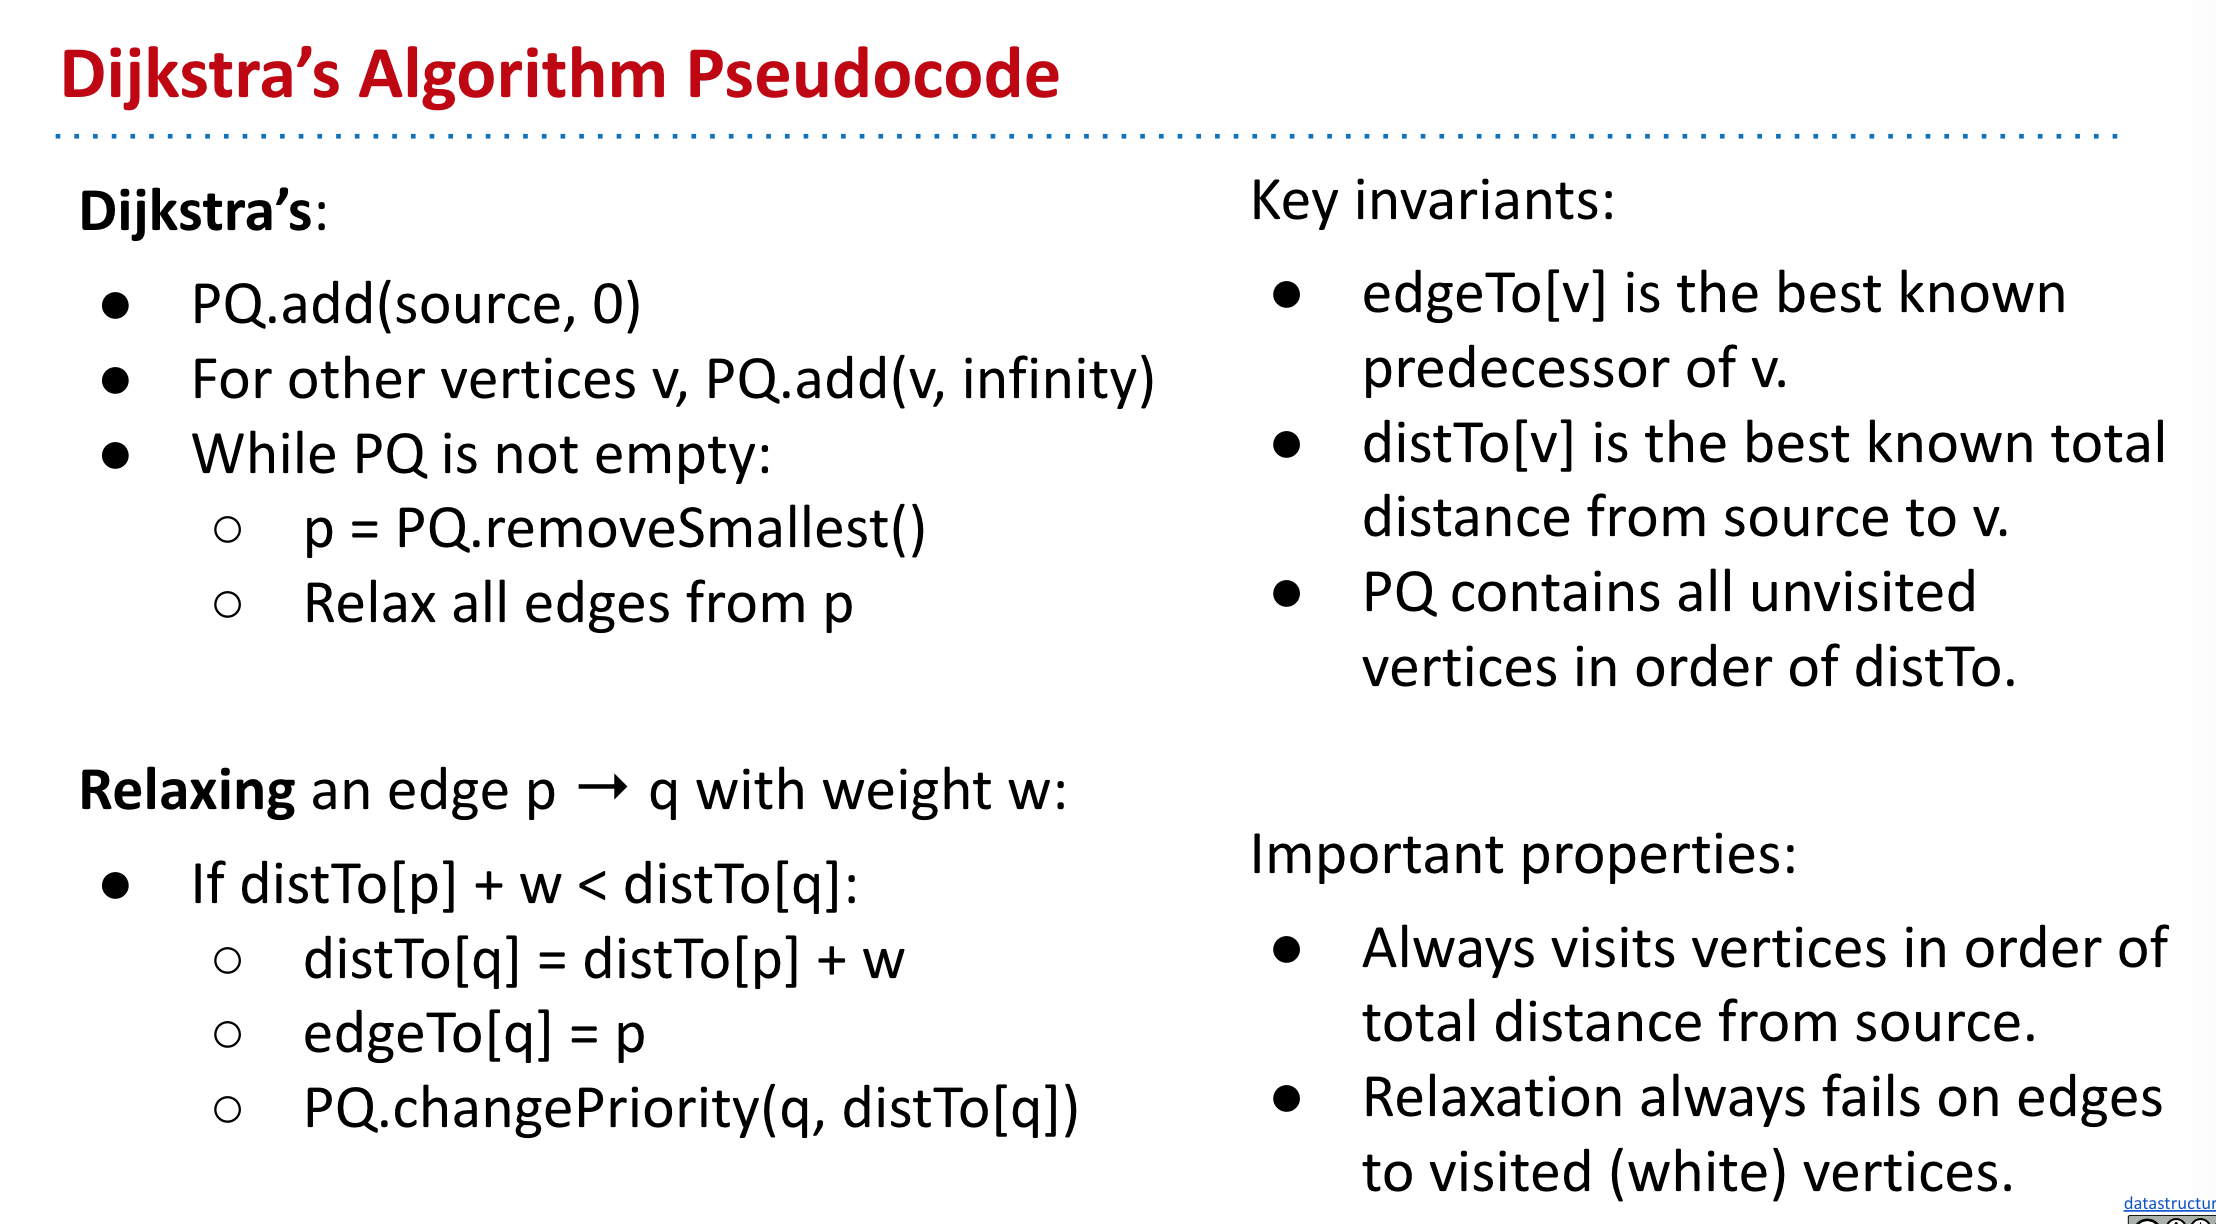 Dijkstra’s Algorithm Pseudocode
Dijkstra’s:
● PQ.add(source, 0)
● For other vertices v, PQ.add(v, infinity)
● While PQ is not empty:
○ p = PQ.removeSmallest()
○ Relax all edges from p
Relaxing an edge p → q with weight w:
● If distTo[p] + w < distTo[q]:
○ distTo[q] = distTo[p] + w
○ edgeTo[q] = p
○ PQ.changePriority(q, distTo[q])
Key invariants:
● edgeTo[v] is the best known
predecessor of v.
● distTo[v] is the best known total
distance from source to v.
● PQ contains all unvisited
vertices in order of distTo.
Important properties:
● Always visits vertices in order of
total distance from source.
● Relaxation always fails on edges
to visited (white) vertices.
datastructur